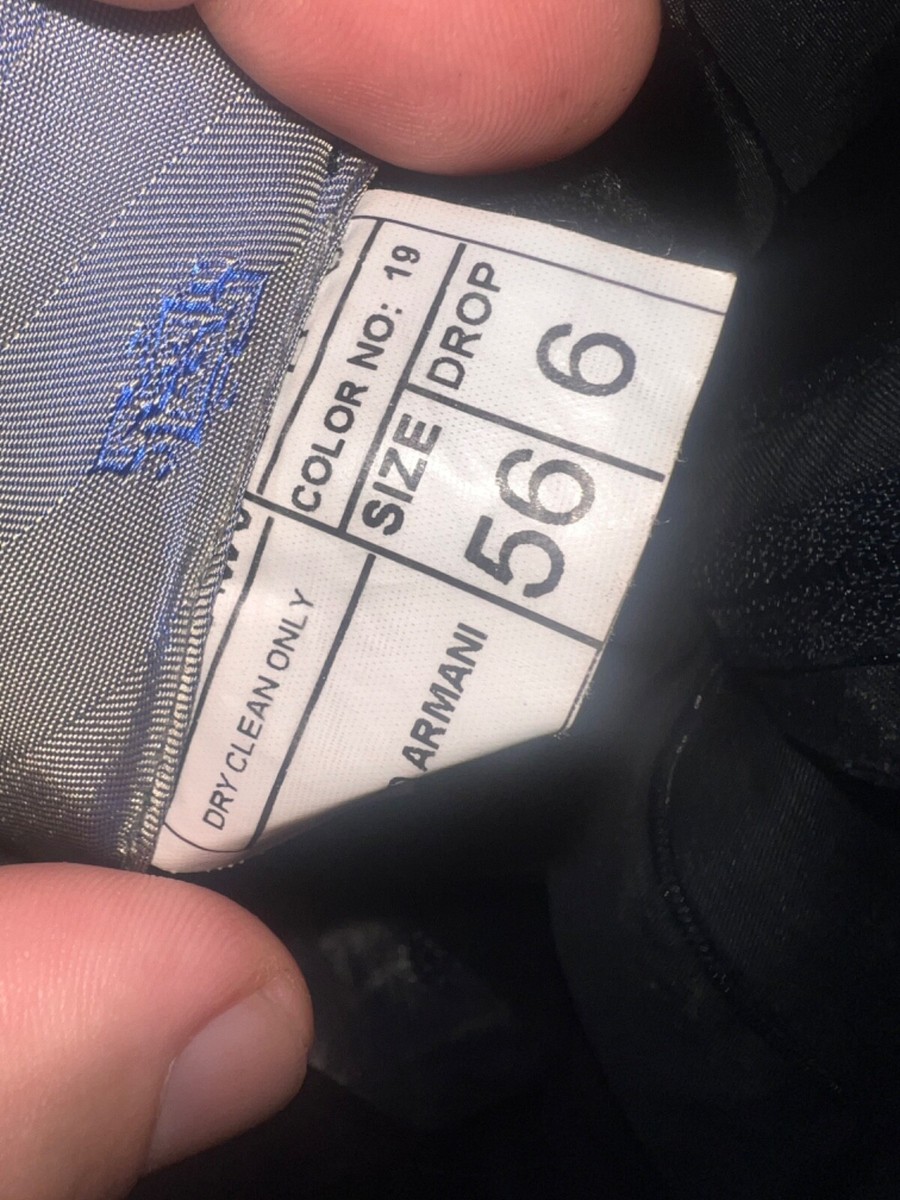 COLOR NO: 19
SIZE
DROP
56
6
DRY CLEAN ONLY
ARMANI